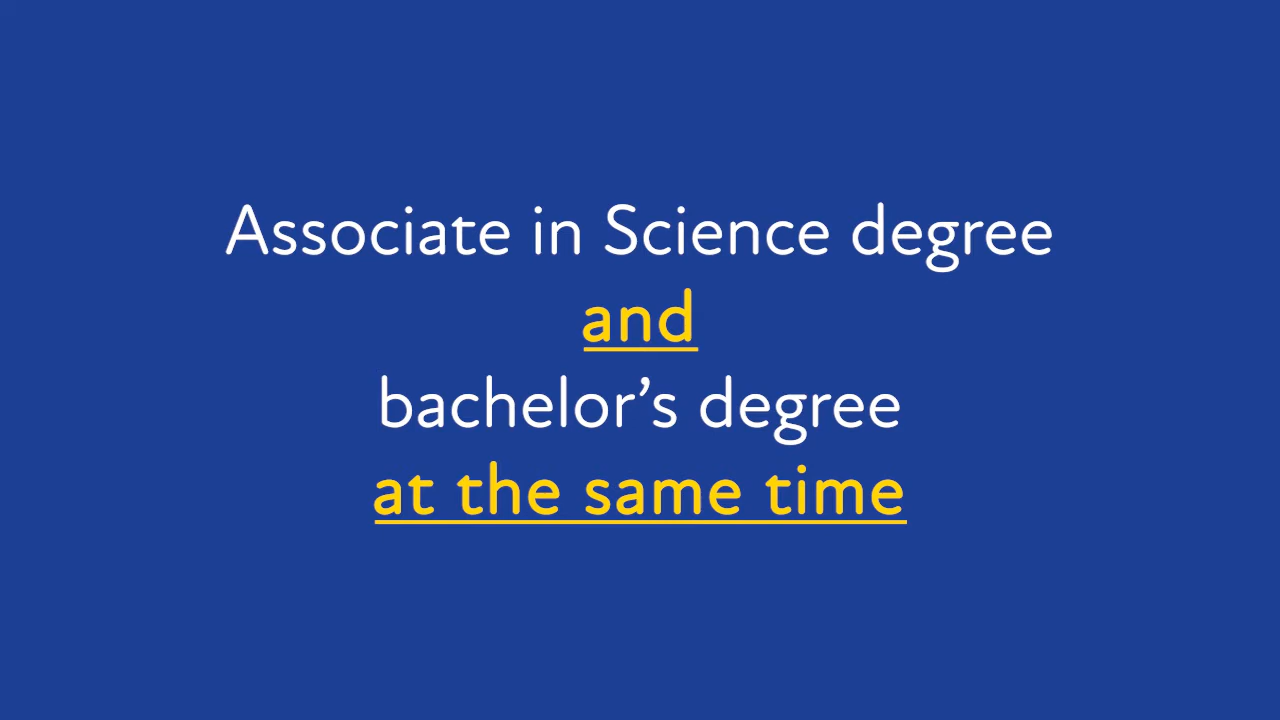 Associate in Science degree
and
bachelor’s degree
at the same time